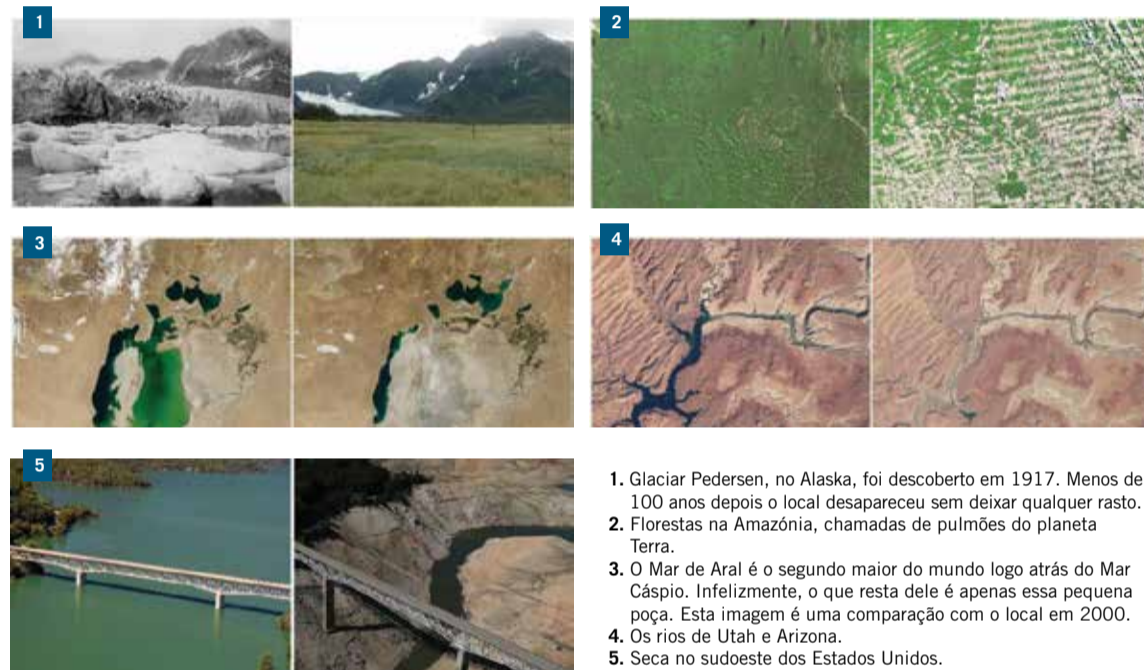 1
2
3
4
5
1. Glaciar Pedersen, no Alaska, foi descoberto em 1917. Menos de
100 anos depois o local desapareceu sem deixar qualquer rasto.
2. Florestas na Amazónia, chamadas de pulmões do planeta
Terra.
3. O Mar de Aral é o segundo maior do mundo logo atrás do Mar
Cáspio. Infelizmente, o que resta dele é apenas essa pequena
poça. Esta imagem é uma comparação com o local em 2000.
4. Os rios de Utah e Arizona.
5. Seca no sudoeste dos Estados Unidos.